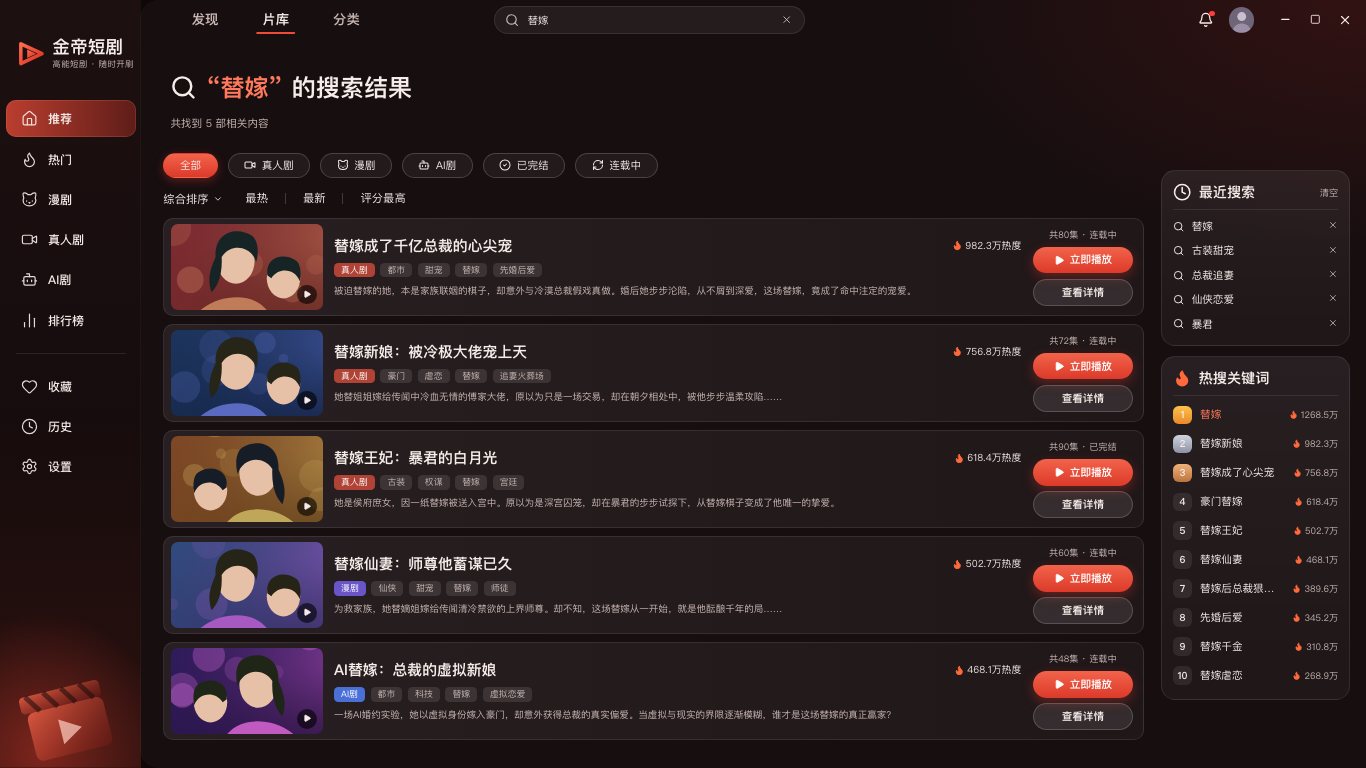 金帝短剧
高能短剧 · 随时开刷
推荐
热门
漫剧
真人剧
AI剧
排行榜
收藏
历史
设置
发现 片库 分类
替嫁
“替嫁” 的搜索结果
共找到 5 部相关内容
全部 真人剧 漫剧 AI剧 已完结 连载中
综合排序 最热 最新 评分最高
替嫁成了千亿总裁的心尖宠
真人剧 都市 甜宠 替嫁 先婚后爱
被迫替嫁的她，本是家族联姻的棋子，却意外与冷漠总裁假戏真做。婚后她步步沦陷，从不屑到深爱，这场替嫁，竟成了命中注定的宠爱。
982.3万热度
共80集 · 连载中
立即播放
查看详情
替嫁新娘：被冷极大佬宠上天
真人剧 豪门 虐恋 替嫁 追妻火葬场
她替姐姐嫁给传闻中冷血无情的傅家大佬，原以为只是一场交易，却在朝夕相处中，被他步步温柔攻陷……
756.8万热度
共72集 · 连载中
立即播放
查看详情
替嫁王妃：暴君的白月光
真人剧 古装 权谋 替嫁 宫廷
她是侯府庶女，因一纸替嫁被送入宫中。原以为是深宫囚笼，却在暴君的步步试探下，从替嫁棋子变成了他唯一的挚爱。
618.4万热度
共90集 · 已完结
立即播放
查看详情
替嫁仙妻：师尊他蓄谋已久
漫剧 仙侠 甜宠 替嫁 师徒
为救家族，她替嫡姐嫁给传闻清冷禁欲的上界师尊。却不知，这场替嫁从一开始，就是他酝酿千年的局……
502.7万热度
共60集 · 连载中
立即播放
查看详情
AI替嫁：总裁的虚拟新娘
AI剧 都市 科技 替嫁 虚拟恋爱
一场AI婚约实验，她以虚拟身份嫁入豪门，却意外获得总裁的真实偏爱。当虚拟与现实的界限逐渐模糊，谁才是这场替嫁的真正赢家？
468.1万热度
共48集 · 连载中
立即播放
查看详情
最近搜索 清空
替嫁
古装甜宠
总裁追妻
仙侠恋爱
暴君
热搜关键词
1 替嫁 1268.5万
2 替嫁新娘 982.3万
3 替嫁成了心尖宠 756.8万
4 豪门替嫁 618.4万
5 替嫁王妃 502.7万
6 替嫁仙妻 468.1万
7 替嫁后总裁狠... 389.6万
8 先婚后爱 345.2万
9 替嫁千金 310.8万
10 替嫁虐恋 268.9万